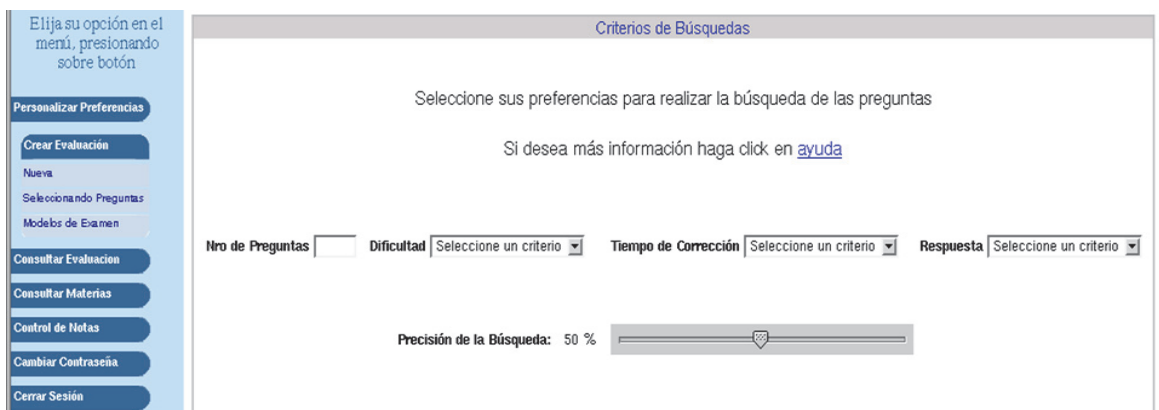 Elija su opción en el
menú, presionando
sobre botón
Personalizar Preferencias
Crear Evaluación
Nueva
Seleccionando Preguntas
Modelos de Examen
Consultar Evaluacion
Consultar Materias
Control de Notas
Cambiar Contraseña
Cerrar Sesión
Criterios de Búsquedas
Seleccione sus preferencias para realizar la búsqueda de las preguntas
Si desea más información haga click en ayuda
Nro de Preguntas Dificultad Seleccione un criterio Tiempo de Corrección Seleccione un criterio Respuesta Seleccione un criterio
Precisión de la Búsqueda: 50 %